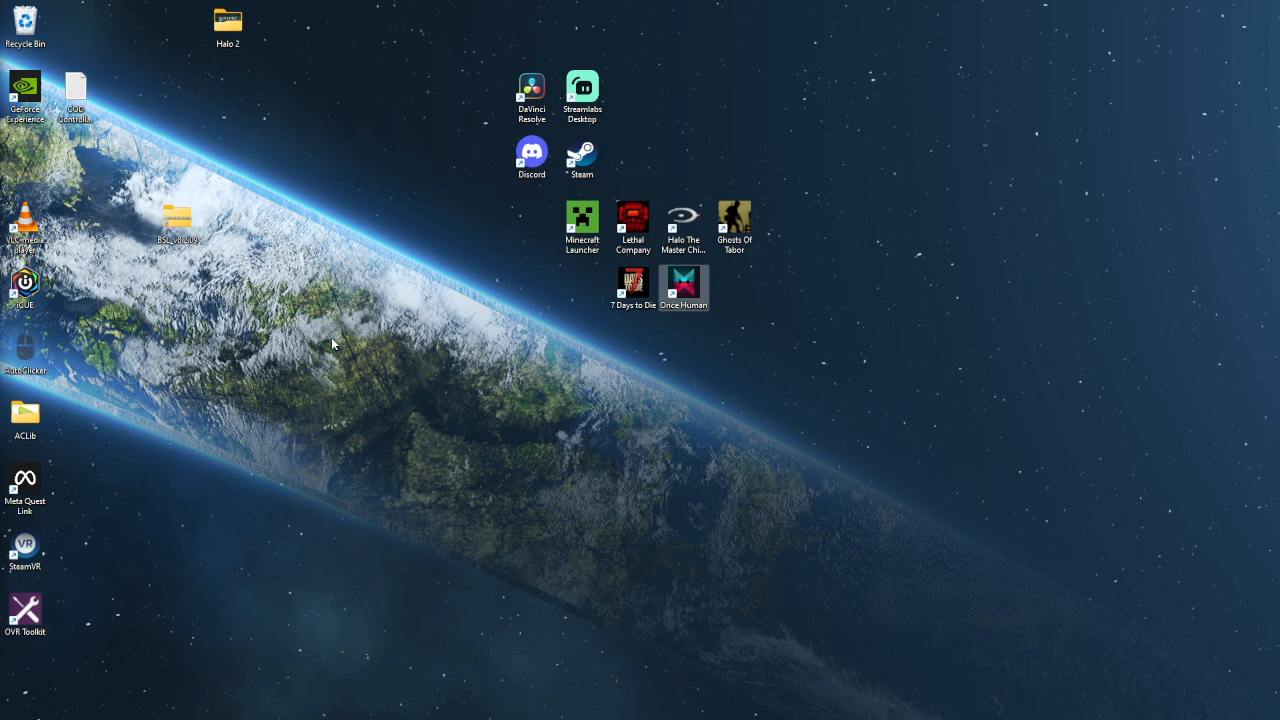 Recycle Bin
Halo 2
GeForce
Experience
COD
Controll...
DaVinci
Resolve
Streamlabs
Desktop
Discord
Steam
VLC media
player
BSL_v8.2.09
Minecraft
Launcher
Lethal
Company
Halo The
Master Chi...
Ghosts Of
Tabor
iCUE
7 Days to Die
Once Human
AutoClicker
ACLib
Meta Quest
Link
VR
SteamVR
OVR Toolkit